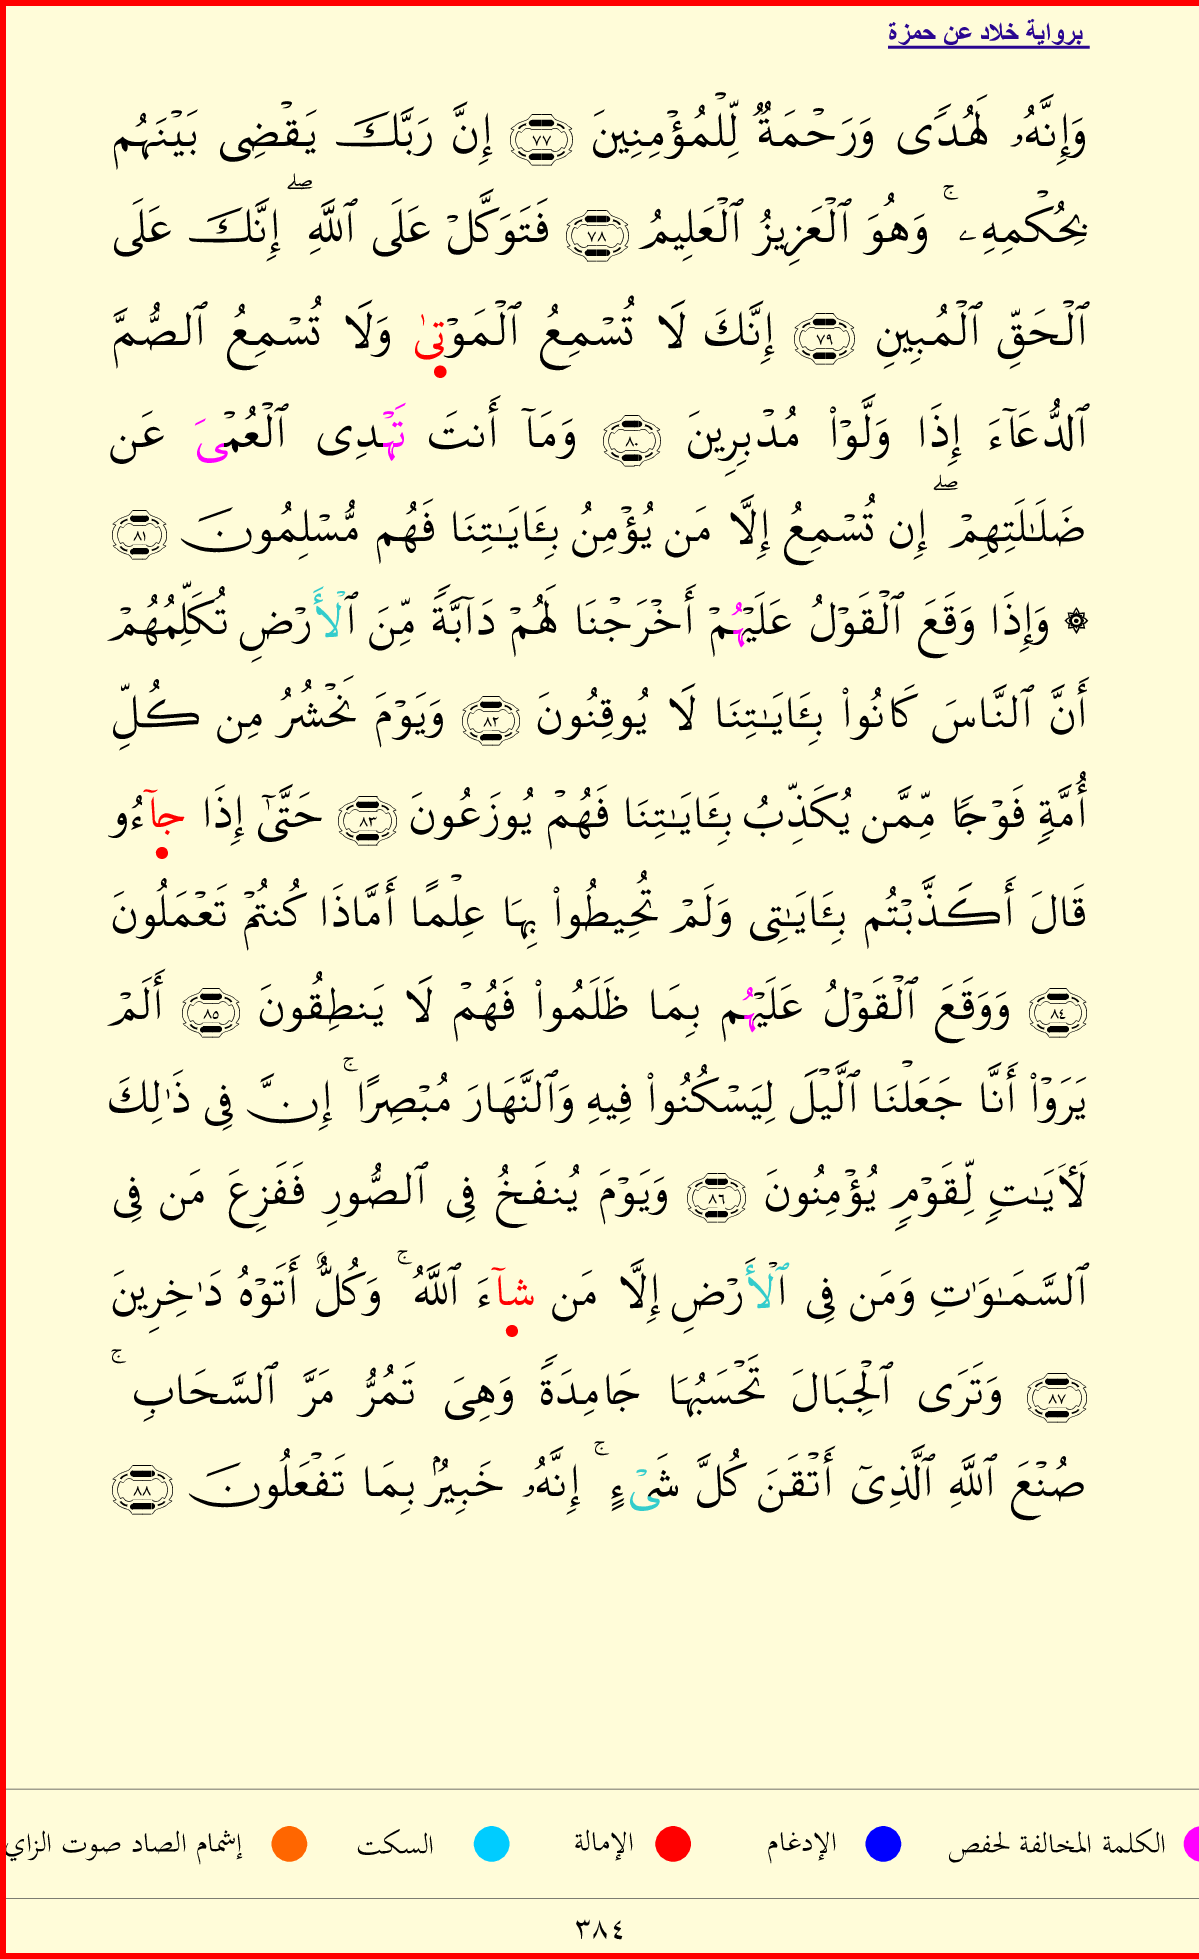 برواية خلاد عن حمزة
وَإِنَّهُۥ لَهُدًى وَرَحْمَةٌ لِّلْمُؤْمِنِينَ ٧٧ إِنَّ رَبَّكَ يَقْضِى بَيْنَهُم
بِحُكْمِهِۦ ۚ وَهُوَ ٱلْعَزِيزُ ٱلْعَلِيمُ ٧٨ فَتَوَكَّلْ عَلَى ٱللَّهِ ۖ إِنَّكَ عَلَى
ٱلْحَقِّ ٱلْمُبِينِ ٧٩ إِنَّكَ لَا تُسْمِعُ ٱلْمَوْتىٰ وَلَا تُسْمِعُ ٱلصُّمَّ
ٱلدُّعَآءَ إِذَا وَلَّوْا۟ مُدْبِرِينَ ٨٠ وَمَآ أَنتَ تَهْدِى ٱلْعُمْىَ عَن
ضَلَـٰلَتِهِمْ ۖ إِن تُسْمِعُ إِلَّا مَن يُؤْمِنُ بِـَٔايَـٰتِنَا فَهُم مُّسْلِمُونَ ٨١
۞ وَإِذَا وَقَعَ ٱلْقَوْلُ عَلَيْهُمْ أَخْرَجْنَا لَهُمْ دَآبَّةً مِّنَ ٱلْأَرْضِ تُكَلِّمُهُمْ
أَنَّ ٱلنَّاسَ كَانُوا۟ بِـَٔايَـٰتِنَا لَا يُوقِنُونَ ٨٢ وَيَوْمَ نَحْشُرُ مِن كُلِّ
أُمَّةٍ فَوْجًا مِّمَّن يُكَذِّبُ بِـَٔايَـٰتِنَا فَهُمْ يُوزَعُونَ ٨٣ حَتَّىٰٓ إِذَا جآءُو
قَالَ أَكَذَّبْتُم بِـَٔايَـٰتِى وَلَمْ تُحِيطُوا۟ بِهَا عِلْمًا أَمَّاذَا كُنتُمْ تَعْمَلُونَ
٨٤ وَوَقَعَ ٱلْقَوْلُ عَلَيْهُم بِمَا ظَلَمُوا۟ فَهُمْ لَا يَنطِقُونَ ٨٥ أَلَمْ
يَرَوْا۟ أَنَّا جَعَلْنَا ٱلَّيْلَ لِيَسْكُنُوا۟ فِيهِ وَٱلنَّهَارَ مُبْصِرًا ۚ إِنَّ فِى ذَٰلِكَ
لَـَٔايَـٰتٍ لِّقَوْمٍ يُؤْمِنُونَ ٨٦ وَيَوْمَ يُنفَخُ فِى ٱلصُّورِ فَفَزِعَ مَن فِى
ٱلسَّمَـٰوَٰتِ وَمَن فِى ٱلْأَرْضِ إِلَّا مَن شآءَ ٱللَّهُ ۚ وَكُلٌّ أَتَوْهُ دَٰخِرِينَ
٨٧ وَتَرَى ٱلْجِبَالَ تَحْسَبُهَا جَامِدَةً وَهِىَ تَمُرُّ مَرَّ ٱلسَّحَابِ ۚ
صُنْعَ ٱللَّهِ ٱلَّذِىٓ أَتْقَنَ كُلَّ شَىْءٍ ۚ إِنَّهُۥ خَبِيرٌۢ بِمَا تَفْعَلُونَ ٨٨
الكلمة المخالفة لحفص الإدغام الإمالة السكت إشمام الصاد صوت الزاي
٣٨٤